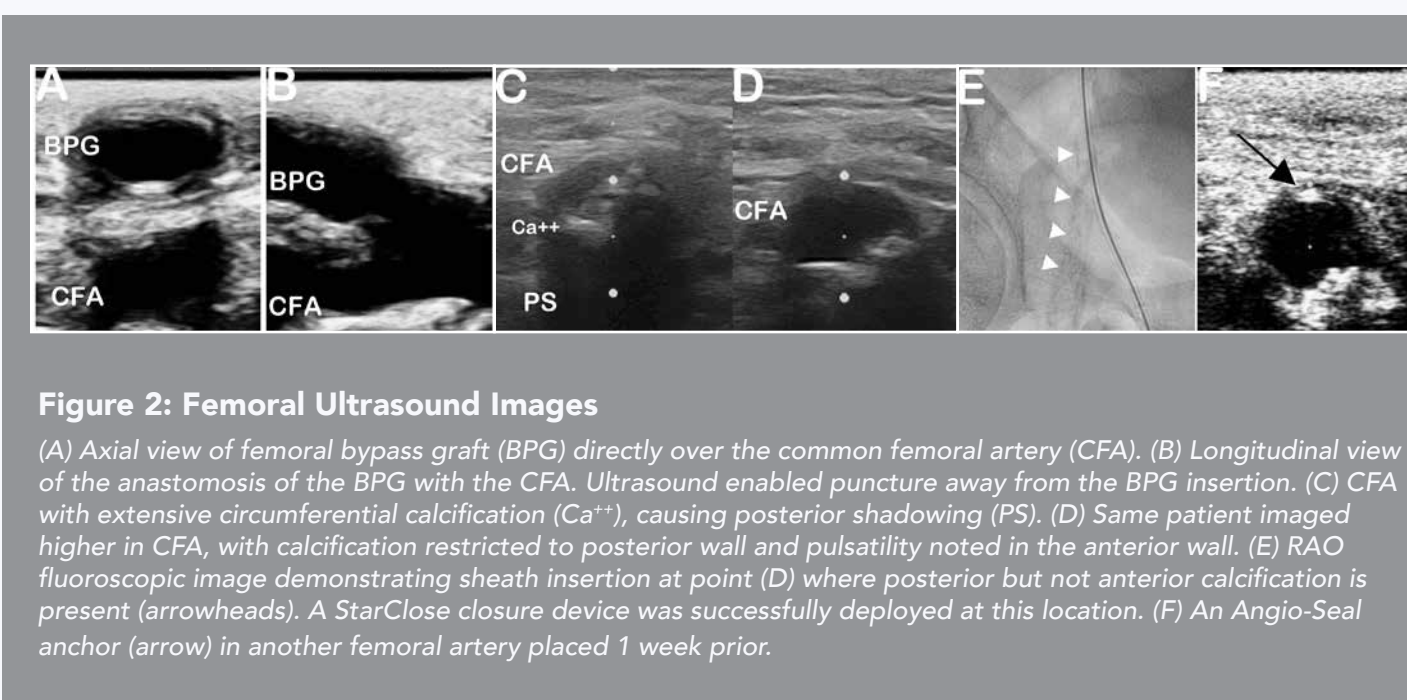 A B C D E F
BPG BPG CFA CFA
Ca++
CFA CFA PS
Figure 2: Femoral Ultrasound Images
(A) Axial view of femoral bypass graft (BPG) directly over the common femoral artery (CFA). (B) Longitudinal view
of the anastomosis of the BPG with the CFA. Ultrasound enabled puncture away from the BPG insertion. (C) CFA
with extensive circumferential calcification (Ca⁺⁺), causing posterior shadowing (PS). (D) Same patient imaged
higher in CFA, with calcification restricted to posterior wall and pulsatility noted in the anterior wall. (E) RAO
fluoroscopic image demonstrating sheath insertion at point (D) where posterior but not anterior calcification is
present (arrowheads). A StarClose closure device was successfully deployed at this location. (F) An Angio-Seal
anchor (arrow) in another femoral artery placed 1 week prior.